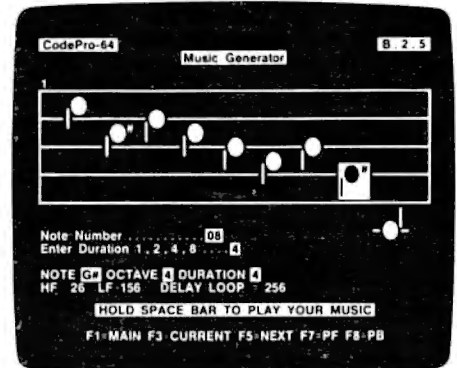 CodePro-64 B.2.5
Music Generator
1
Note Number ........... 08
Enter Duration 1,2,4,8 .... 4
NOTE G# OCTAVE 4 DURATION 4
HF 26 LF 156 DELAY LOOP = 256
HOLD SPACE BAR TO PLAY YOUR MUSIC
F1=MAIN F3=CURRENT F5=NEXT F7=PF F8=PB